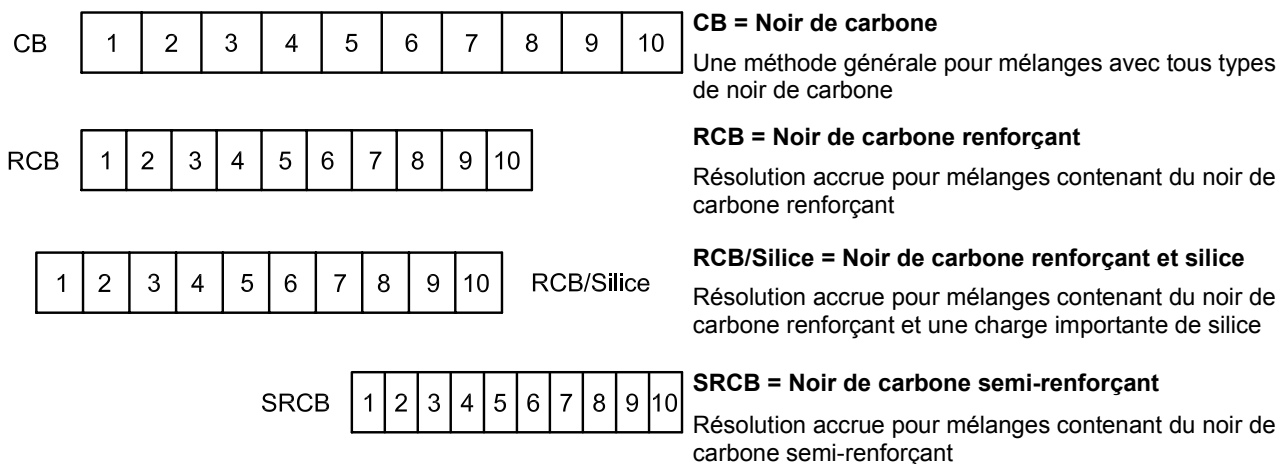 CB 1 2 3 4 5 6 7 8 9 10
CB = Noir de carbone
Une méthode générale pour mélanges avec tous types
de noir de carbone
RCB 1 2 3 4 5 6 7 8 9 10
RCB = Noir de carbone renforçant
Résolution accrue pour mélanges contenant du noir de
carbone renforçant
1 2 3 4 5 6 7 8 9 10 RCB/Silice
RCB/Silice = Noir de carbone renforçant et silice
Résolution accrue pour mélanges contenant du noir de
carbone renforçant et une charge importante de silice
SRCB 1 2 3 4 5 6 7 8 9 10
SRCB = Noir de carbone semi-renforçant
Résolution accrue pour mélanges contenant du noir de
carbone semi-renforçant